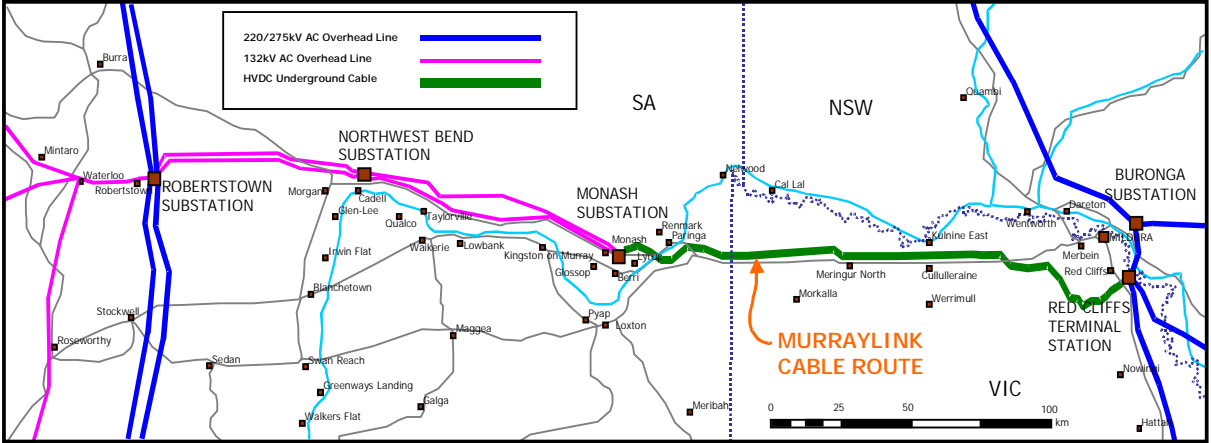 220/275kV AC Overhead Line
132kV AC Overhead Line
HVDC Underground Cable
SA
NSW
VIC
Burra
Mintaro
Waterloo
Robertstown
ROBERTSTOWN
SUBSTATION
NORTHWEST BEND
SUBSTATION
Morgan
Cadell
Glen-Lee
Qualco
Taylorville
Irwin Flat
Waikerie
Lowbank
Blanchetown
Kingston on Murray
Glossop
MONASH
SUBSTATION
Monash
Renmark
Paringa
Lyrup
Berri
Pyap
Loxton
Stockwell
Roseworthy
Sedan
Swan Reach
Maggea
Greenways Landing
Galga
Walkers Flat
Meribah
Nelwood
Cal Lal
Quambi
Kulnine East
Wentworth
Dareton
BURONGA
SUBSTATION
MILDURA
Merbein
Red Cliffs
Meringur North
Cullulleraine
Morkalla
Werrimull
RED CLIFFS
TERMINAL
STATION
MURRAYLINK
CABLE ROUTE
Nowingi
Hattah
0
25
50
100
km